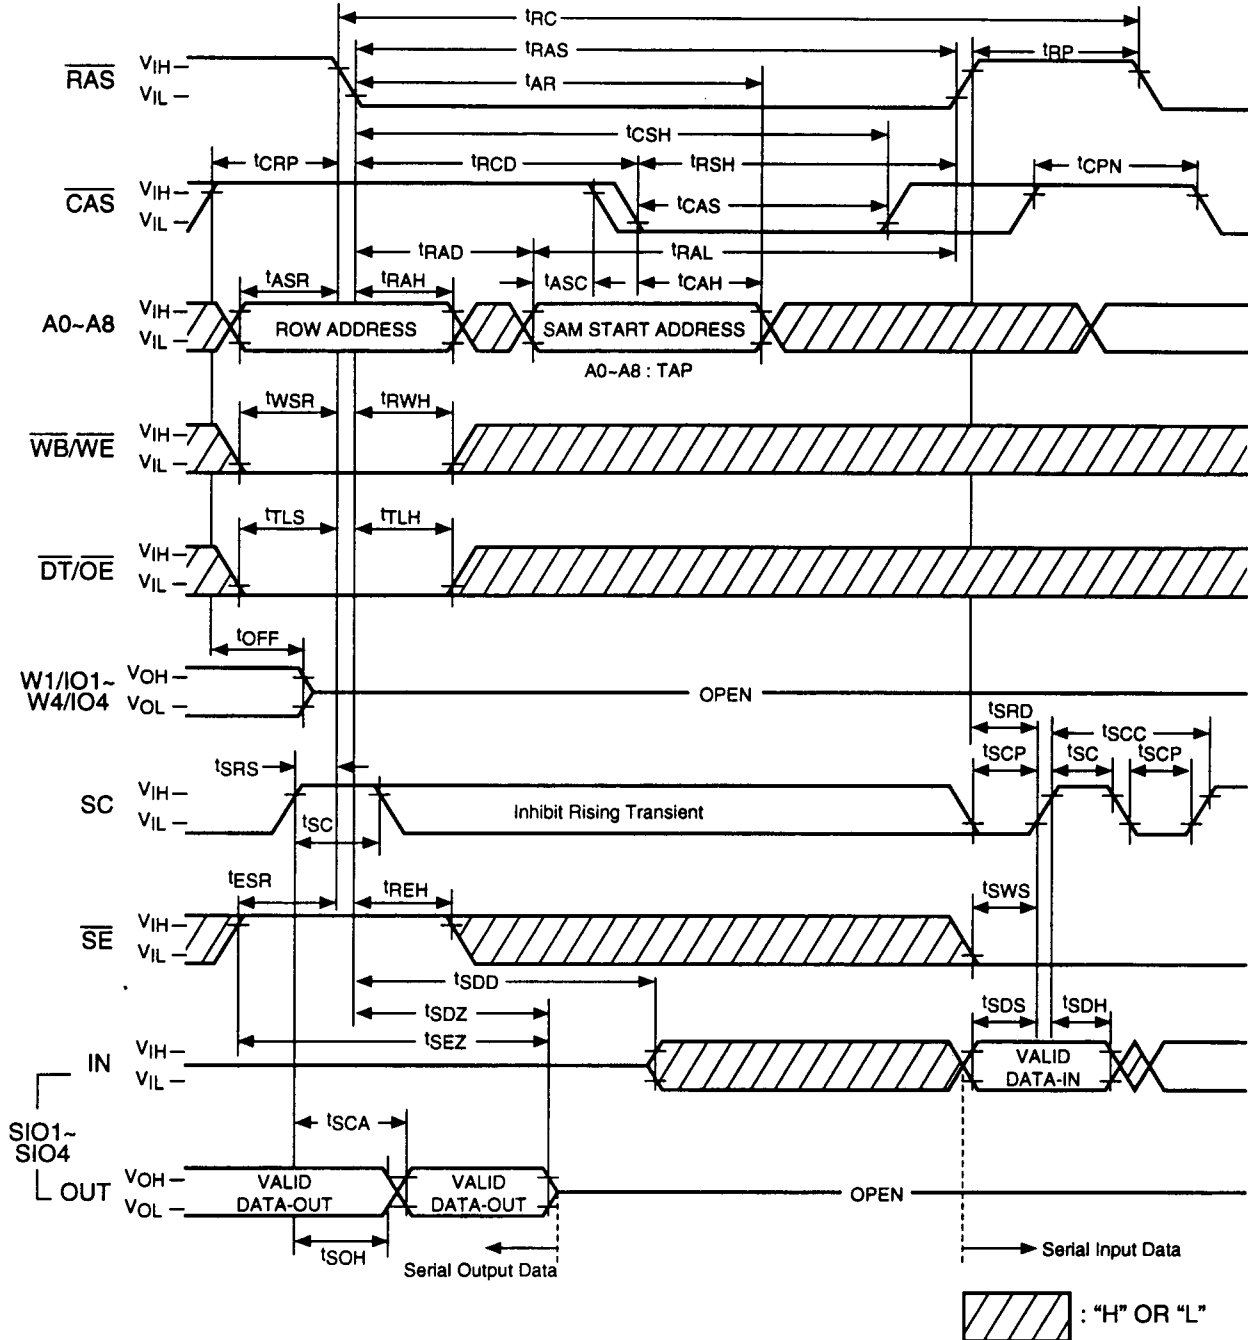 tRC
tRAS
tRP
RAS
VIH
VIL
tAR
tCSH
tCRP
tRCD
tRSH
tCPN
CAS
VIH
VIL
tCAS
tRAD
tRAL
tASR
tRAH
tASC
tCAH
A0~A8
VIH
VIL
ROW ADDRESS
SAM START ADDRESS
A0~A8 : TAP
tWSR
tRWH
WB/WE
VIH
VIL
tTLS
tTLH
DT/OE
VIH
VIL
tOFF
W1/IO1~
W4/IO4
VOH
VOL
OPEN
tSRD
tSCC
tSRS
tSCP
tSC
tSCP
SC
VIH
VIL
Inhibit Rising Transient
tSC
tESR
tREH
tSWS
SE
VIH
VIL
tSDD
tSDZ
tSDS
tSDH
tSEZ
IN
VIH
VIL
VALID
DATA-IN
tSCA
SIO1~
SIO4
OUT
VOH
VOL
VALID
DATA-OUT
VALID
DATA-OUT
OPEN
tSOH
Serial Output Data
Serial Input Data
: "H" OR "L"